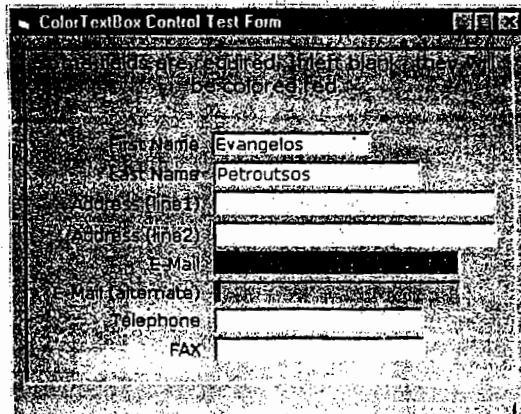 ColorTextBox Control Test Form
fields are required. If left blank, they
be colored red.
First Name Evangelos
Last Name Petroutsos
Address (line1)
Address (line2)
E-Mail
E-Mail (alternate)
Telephone
FAX